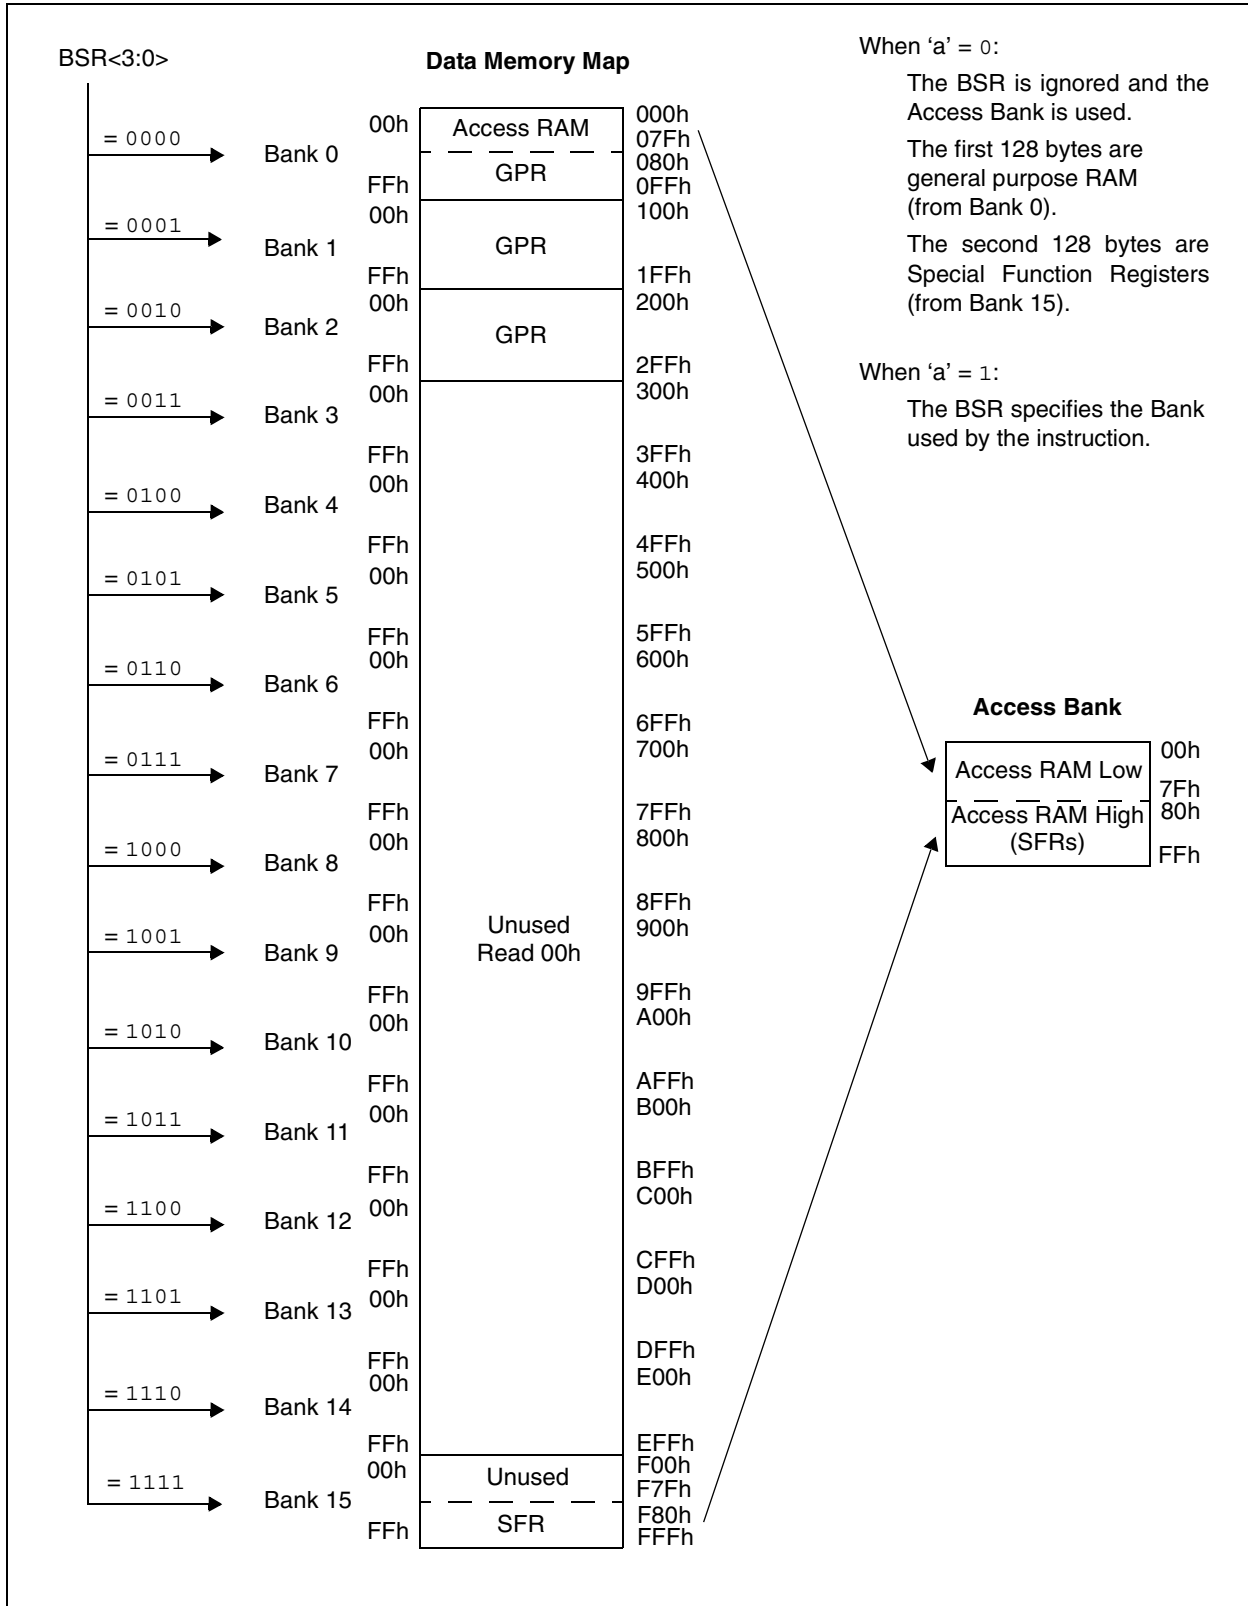 BSR<3:0>
Data Memory Map
When ‘a’ = 0:
The BSR is ignored and the
Access Bank is used.
The first 128 bytes are
general purpose RAM
(from Bank 0).
The second 128 bytes are
Special Function Registers
(from Bank 15).
When ‘a’ = 1:
The BSR specifies the Bank
used by the instruction.
= 0000
Bank 0
00h
FFh
Access RAM
GPR
000h
07Fh
080h
0FFh
= 0001
Bank 1
00h
FFh
GPR
100h
1FFh
= 0010
Bank 2
00h
FFh
GPR
200h
2FFh
= 0011
Bank 3
00h
FFh
300h
3FFh
= 0100
Bank 4
00h
FFh
400h
4FFh
= 0101
Bank 5
00h
FFh
500h
5FFh
= 0110
Bank 6
00h
FFh
600h
6FFh
= 0111
Bank 7
00h
FFh
700h
7FFh
= 1000
Bank 8
00h
FFh
800h
8FFh
= 1001
Bank 9
00h
FFh
Unused
Read 00h
900h
9FFh
= 1010
Bank 10
00h
FFh
A00h
AFFh
= 1011
Bank 11
00h
FFh
B00h
BFFh
= 1100
Bank 12
00h
FFh
C00h
CFFh
= 1101
Bank 13
00h
FFh
D00h
DFFh
= 1110
Bank 14
00h
FFh
E00h
EFFh
= 1111
Bank 15
00h
FFh
Unused
SFR
F00h
F7Fh
F80h
FFFh
Access Bank
Access RAM Low
Access RAM High
(SFRs)
00h
7Fh
80h
FFh